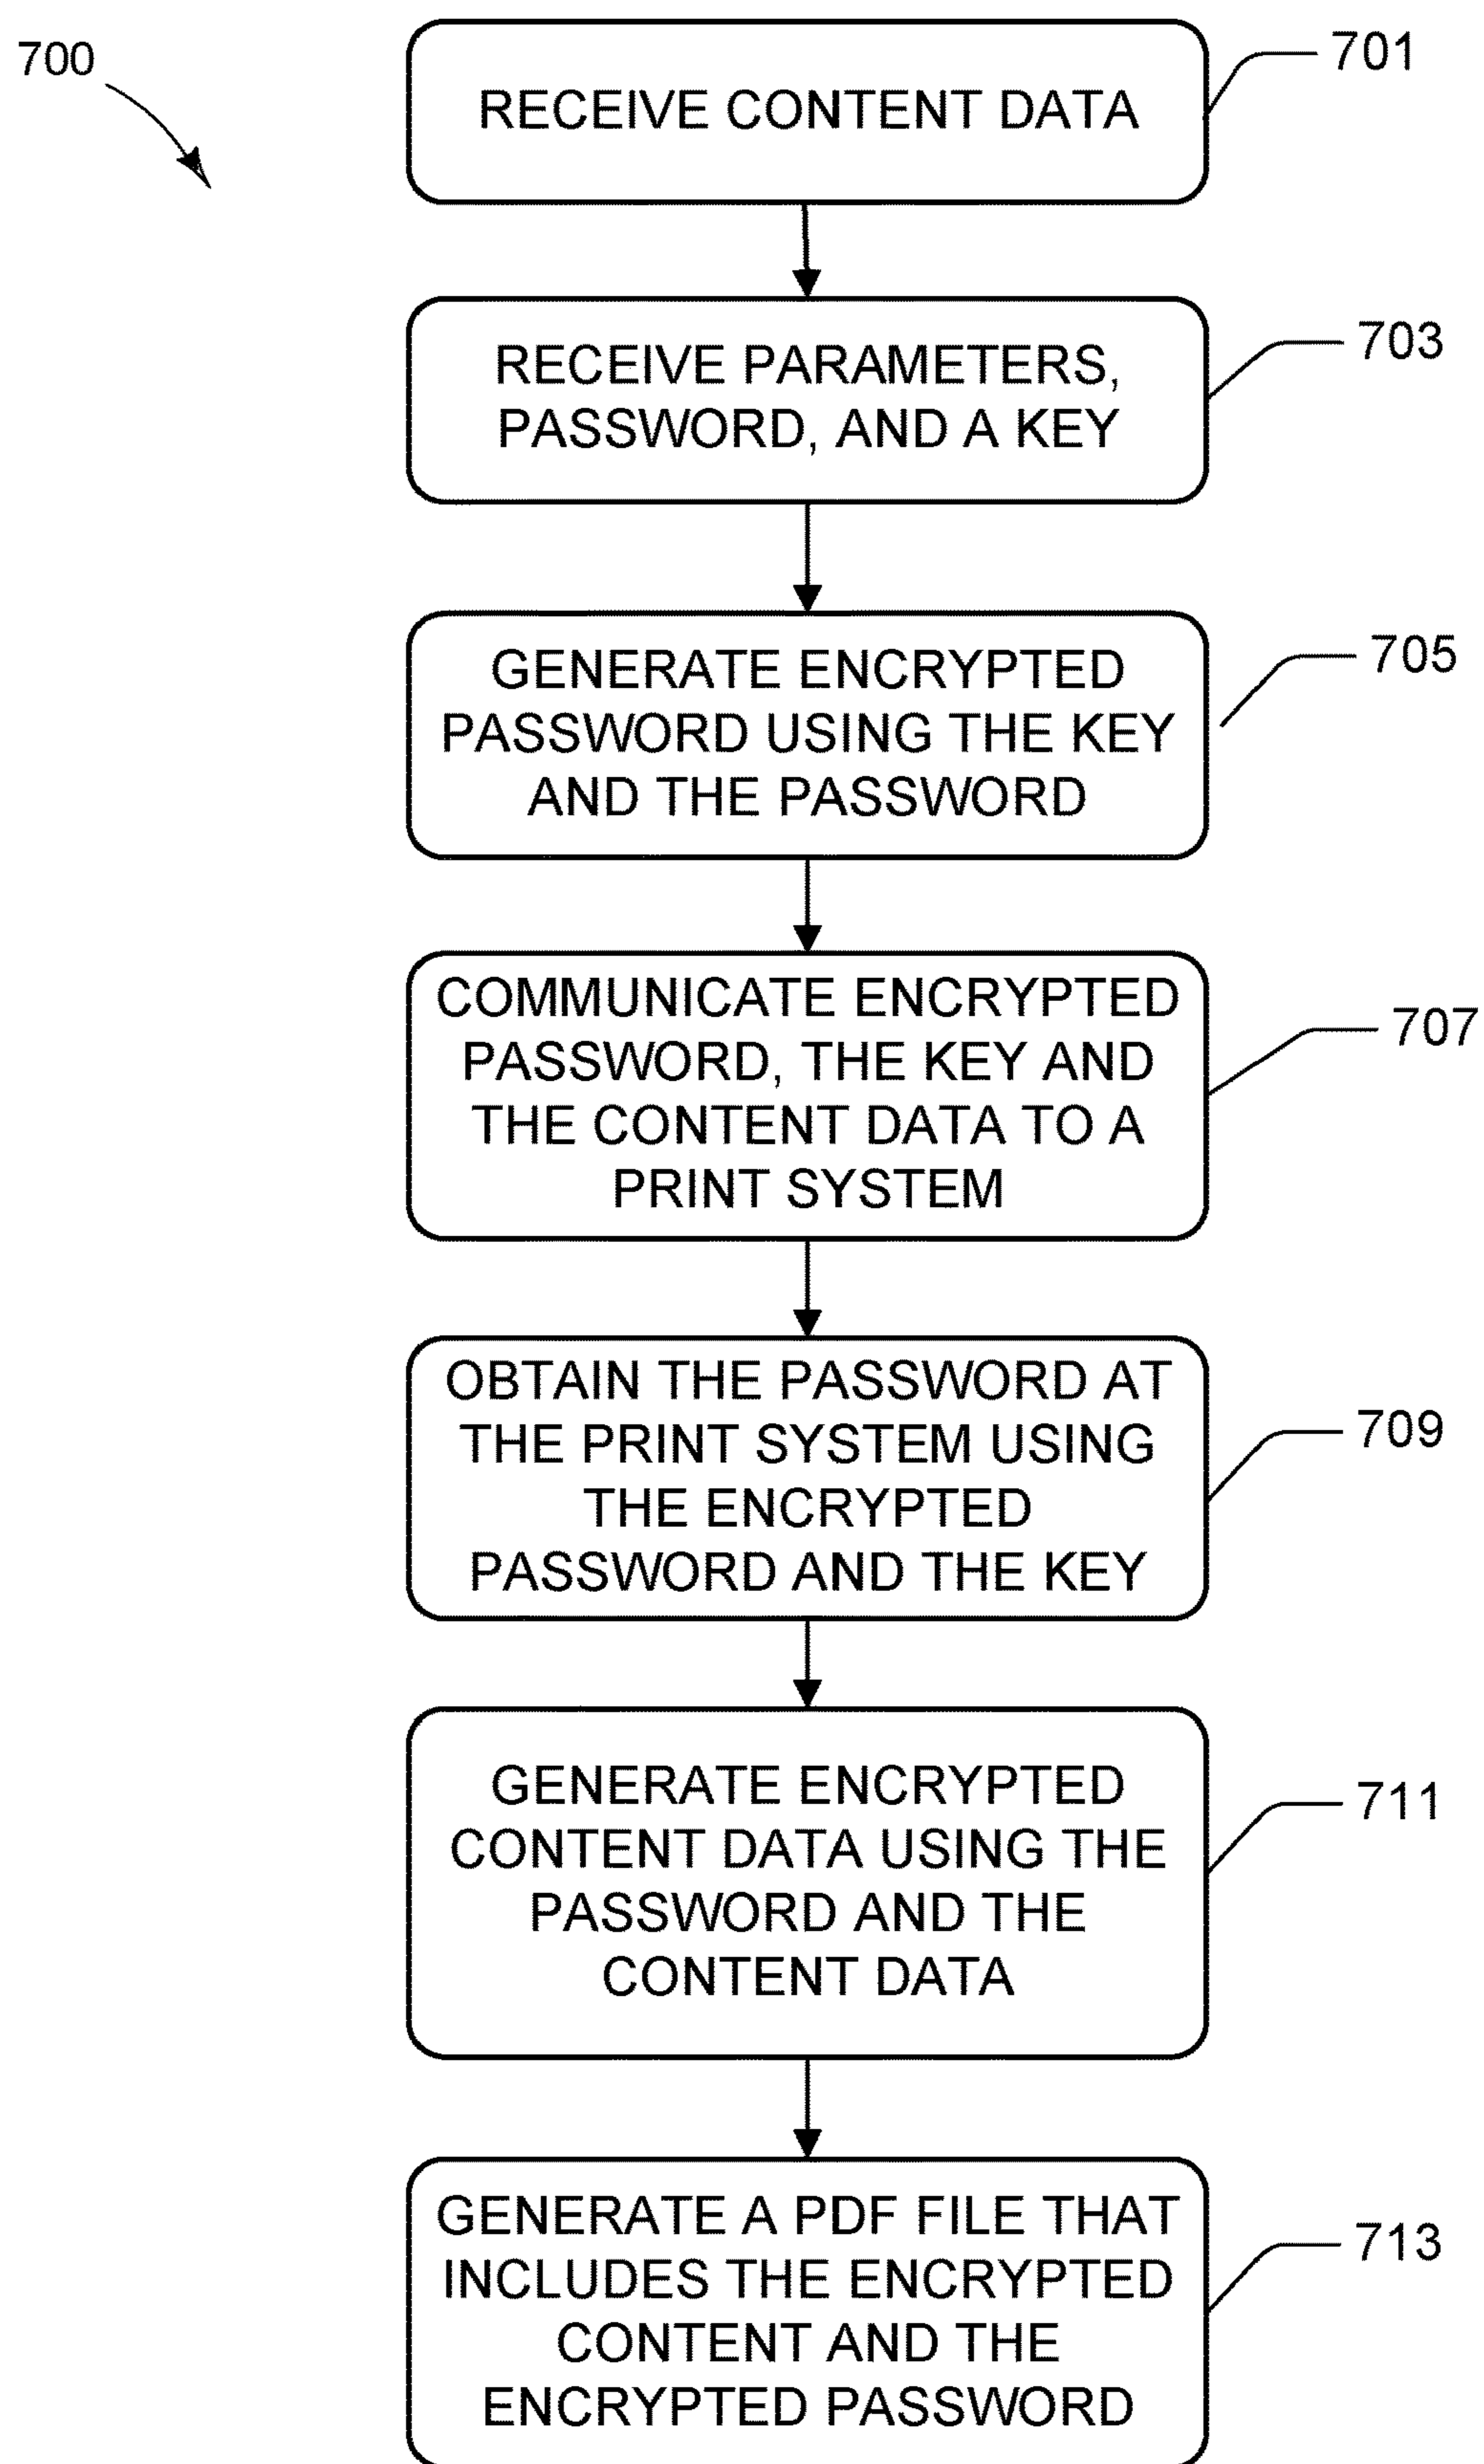 700
701
RECEIVE CONTENT DATA
703
RECEIVE PARAMETERS,
PASSWORD, AND A KEY
705
GENERATE ENCRYPTED
PASSWORD USING THE KEY
AND THE PASSWORD
707
COMMUNICATE ENCRYPTED
PASSWORD, THE KEY AND
THE CONTENT DATA TO A
PRINT SYSTEM
709
OBTAIN THE PASSWORD AT
THE PRINT SYSTEM USING
THE ENCRYPTED
PASSWORD AND THE KEY
711
GENERATE ENCRYPTED
CONTENT DATA USING THE
PASSWORD AND THE
CONTENT DATA
713
GENERATE A PDF FILE THAT
INCLUDES THE ENCRYPTED
CONTENT AND THE
ENCRYPTED PASSWORD